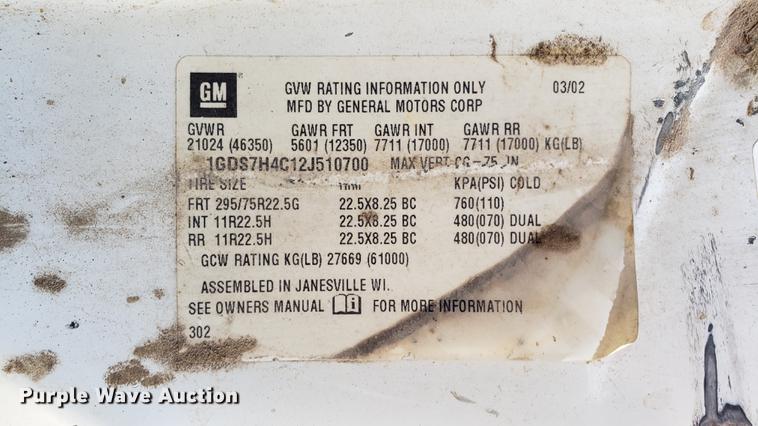 GM
GVW RATING INFORMATION ONLY 03/02
MFD BY GENERAL MOTORS CORP
GVWR GAWR FRT GAWR INT GAWR RR
21024 (46350) 5601 (12350) 7711 (17000) 7711 (17000) KG(LB)
1GDS7H4C12J510700 MAX VERT CG -75 IN
TIRE SIZE RIM KPA(PSI) COLD
FRT 295/75R22.5G 22.5X8.25 BC 760(110)
INT 11R22.5H 22.5X8.25 BC 480(070) DUAL
RR 11R22.5H 22.5X8.25 BC 480(070) DUAL
GCW RATING KG(LB) 27669 (61000)
ASSEMBLED IN JANESVILLE WI.
SEE OWNERS MANUAL i FOR MORE INFORMATION
302
Purple Wave Auction